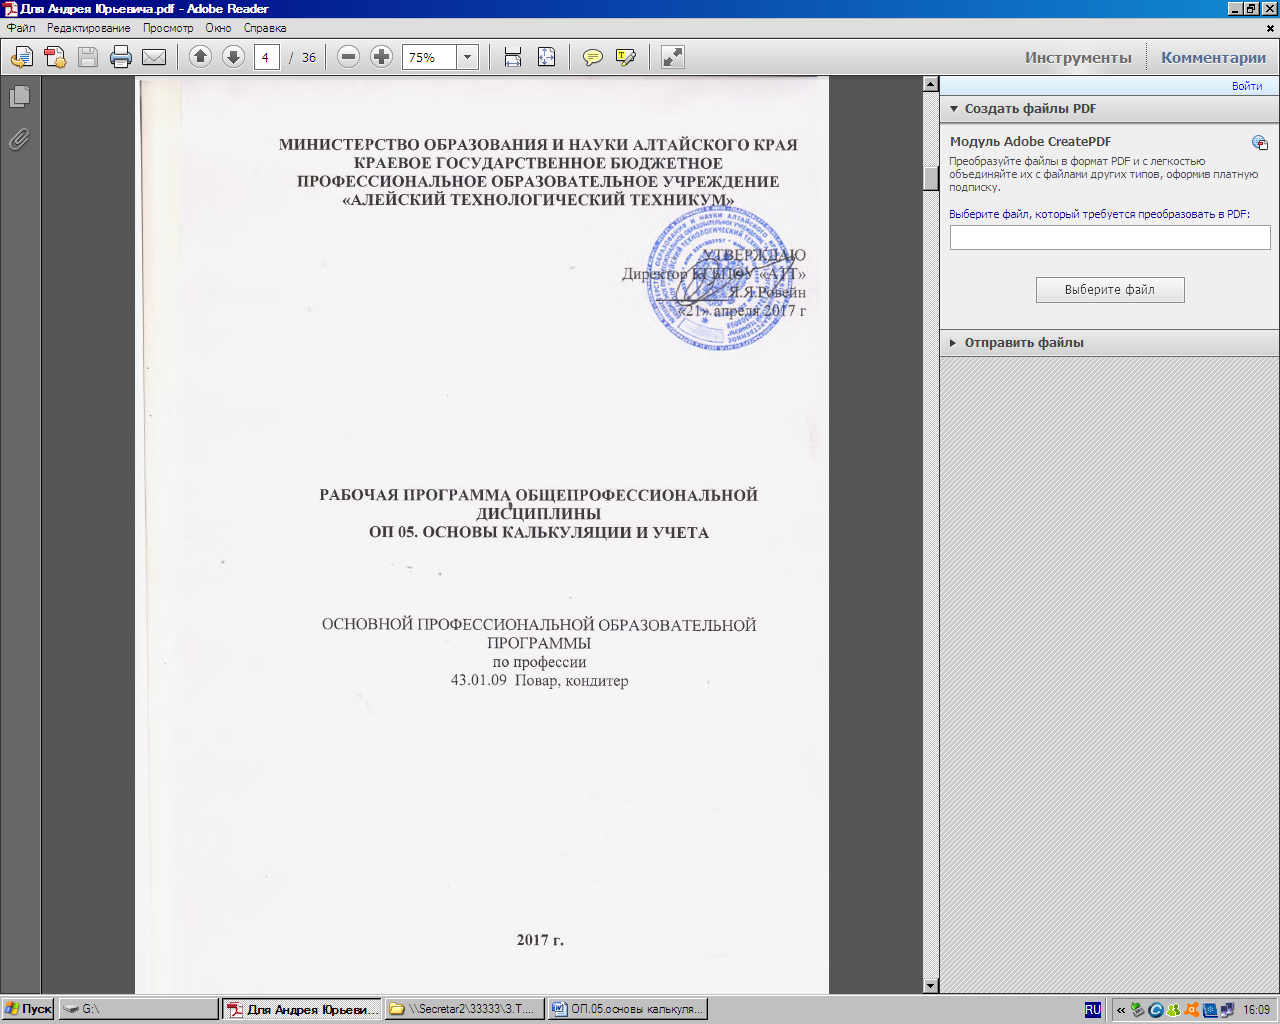 Для Андрея Юрьевича.pdf - Adobe Reader
Файл Редактирование Просмотр Окно Справка
4 / 36 75% Инструменты Комментарии
Войти
Создать файлы PDF
Модуль Adobe CreatePDF
Преобразуйте файлы в формат PDF и с легкостью
объединяйте их с файлами других типов, оформив платную
подписку.
Выберите файл, который требуется преобразовать в PDF:
Выберите файл
Отправить файлы
МИНИСТЕРСТВО ОБРАЗОВАНИЯ И НАУКИ АЛТАЙСКОГО КРАЯ
КРАЕВОЕ ГОСУДАРСТВЕННОЕ БЮДЖЕТНОЕ
ПРОФЕССИОНАЛЬНОЕ ОБРАЗОВАТЕЛЬНОЕ УЧРЕЖДЕНИЕ
«АЛЕЙСКИЙ ТЕХНОЛОГИЧЕСКИЙ ТЕХНИКУМ»
УТВЕРЖДАЮ
Директор КГБПОУ «АТТ»
Я.Я.Ровейн
«21» апреля 2017 г
РАБОЧАЯ ПРОГРАММА ОБЩЕПРОФЕССИОНАЛЬНОЙ
ДИСЦИПЛИНЫ
ОП 05. ОСНОВЫ КАЛЬКУЛЯЦИИ И УЧЕТА
ОСНОВНОЙ ПРОФЕССИОНАЛЬНОЙ ОБРАЗОВАТЕЛЬНОЙ
ПРОГРАММЫ
по профессии
43.01.09 Повар, кондитер
2017 г.
Пуск G:\ Для Андрея Юрьеви... \\Secretar2\33333\З.Т.... ОП.05.основы калькуля... RU « 16:09